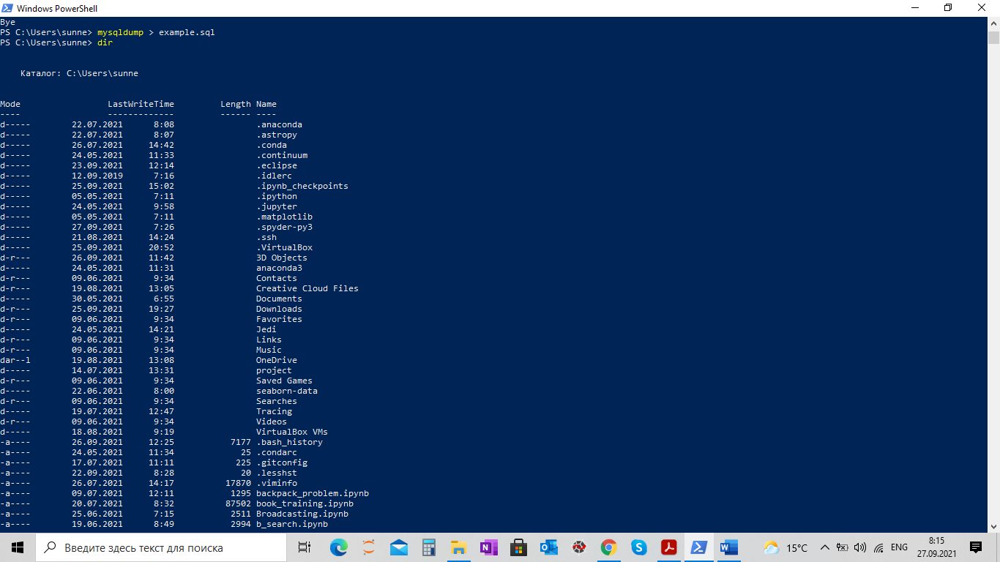 Windows PowerShell
Bye
PS C:\Users\sunne> mysqldump > example.sql
PS C:\Users\sunne> dir
Каталог: C:\Users\sunne
Mode LastWriteTime Length Name
---- ------------- ------ ----
d----- 22.07.2021 8:08 .anaconda
d----- 22.07.2021 8:07 .astropy
d----- 26.07.2021 14:42 .conda
d----- 24.05.2021 11:33 .continuum
d----- 23.09.2021 12:14 .eclipse
d----- 12.09.2019 7:16 .idlerc
d----- 25.09.2021 15:02 .ipynb_checkpoints
d----- 05.05.2021 7:11 .ipython
d----- 24.05.2021 9:58 .jupyter
d----- 05.05.2021 7:11 .matplotlib
d----- 27.09.2021 7:26 .spyder-py3
d----- 21.08.2021 14:24 .ssh
d----- 25.09.2021 20:52 .VirtualBox
d-r--- 26.09.2021 11:42 3D Objects
d----- 24.05.2021 11:31 anaconda3
d-r--- 09.06.2021 9:34 Contacts
d-r--- 19.08.2021 13:05 Creative Cloud Files
d----- 30.05.2021 6:55 Documents
d-r--- 25.09.2021 19:27 Downloads
d-r--- 09.06.2021 9:34 Favorites
d----- 24.05.2021 14:21 Jedi
d-r--- 09.06.2021 9:34 Links
d-r--- 09.06.2021 9:34 Music
dar--l 19.08.2021 13:08 OneDrive
d----- 14.07.2021 13:31 project
d-r--- 09.06.2021 9:34 Saved Games
d----- 22.06.2021 8:00 seaborn-data
d-r--- 09.06.2021 9:34 Searches
d----- 19.07.2021 12:47 Tracing
d-r--- 09.06.2021 9:34 Videos
d----- 18.08.2021 9:19 VirtualBox VMs
-a---- 26.09.2021 12:25 7177 .bash_history
-a---- 24.05.2021 11:34 25 .condarc
-a---- 17.07.2021 11:11 225 .gitconfig
-a---- 22.09.2021 8:28 20 .lesshst
-a---- 26.07.2021 14:17 17870 .viminfo
-a---- 09.07.2021 12:11 1295 backpack_problem.ipynb
-a---- 20.07.2021 8:32 87502 book_training.ipynb
-a---- 25.06.2021 7:15 2511 Broadcasting.ipynb
-a---- 19.06.2021 8:49 2994 b_search.ipynb
Введите здесь текст для поиска
15°C
ENG
8:15
27.09.2021